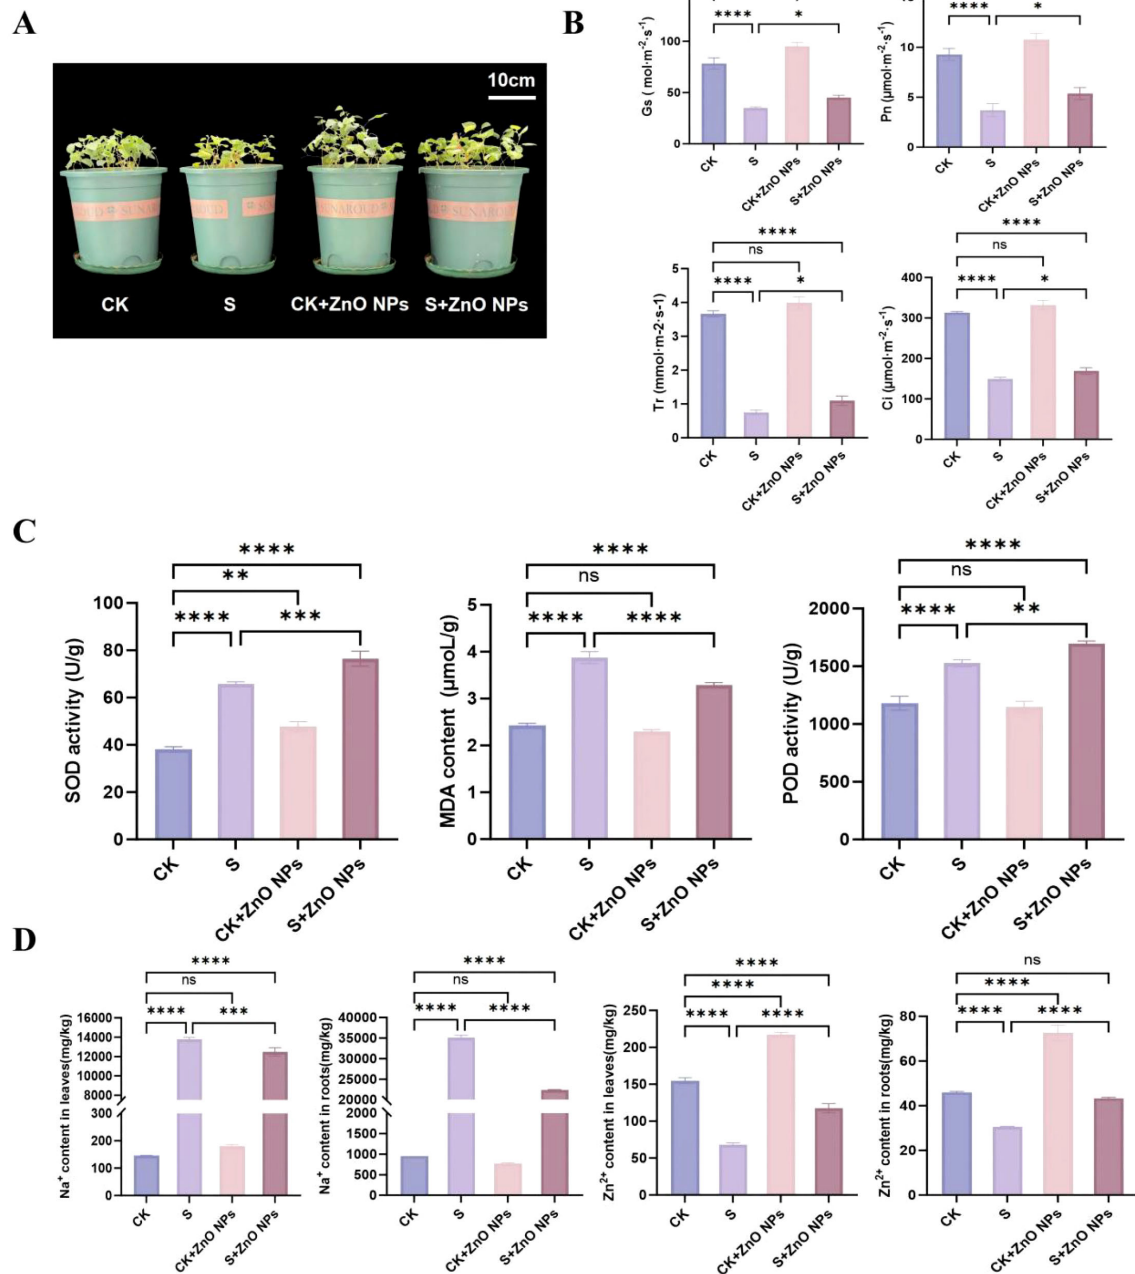 A
10cm
SUNAROUD
CK
S
CK+ZnO NPs
S+ZnO NPs
B
****
*
Gs ( mol·m⁻²·s⁻¹)
100
50
0
CK
S
CK+ZnO NPs
S+ZnO NPs
****
*
Pn (μmol·m⁻²·s⁻¹)
10
5
0
CK
S
CK+ZnO NPs
S+ZnO NPs
****
ns
****
*
Tr (mmol·m-2·s-1)
5
4
3
2
1
0
CK
S
CK+ZnO NPs
S+ZnO NPs
****
ns
****
*
Ci (μmol·m⁻²·s⁻¹)
400
300
200
100
0
CK
S
CK+ZnO NPs
S+ZnO NPs
C
****
**
****
***
SOD activity (U/g)
100
80
60
40
20
0
CK
S
CK+ZnO NPs
S+ZnO NPs
****
ns
****
****
MDA content (μmoL/g)
5
4
3
2
1
0
CK
S
CK+ZnO NPs
S+ZnO NPs
****
ns
****
**
POD activity (U/g)
2000
1500
1000
500
0
CK
S
CK+ZnO NPs
S+ZnO NPs
D
****
ns
****
***
Na⁺ content in leaves(mg/kg)
16000
14000
12000
10000
8000
300
200
100
0
CK
S
CK+ZnO NPs
S+ZnO NPs
****
ns
****
****
Na⁺ content in roots(mg/kg)
40000
35000
30000
25000
20000
2000
1500
1000
500
0
CK
S
CK+ZnO NPs
S+ZnO NPs
****
****
****
****
Zn²⁺ content in leaves(mg/kg)
250
200
150
100
50
0
CK
S
CK+ZnO NPs
S+ZnO NPs
ns
****
****
****
Zn²⁺ content in roots(mg/kg)
80
60
40
20
0
CK
S
CK+ZnO NPs
S+ZnO NPs